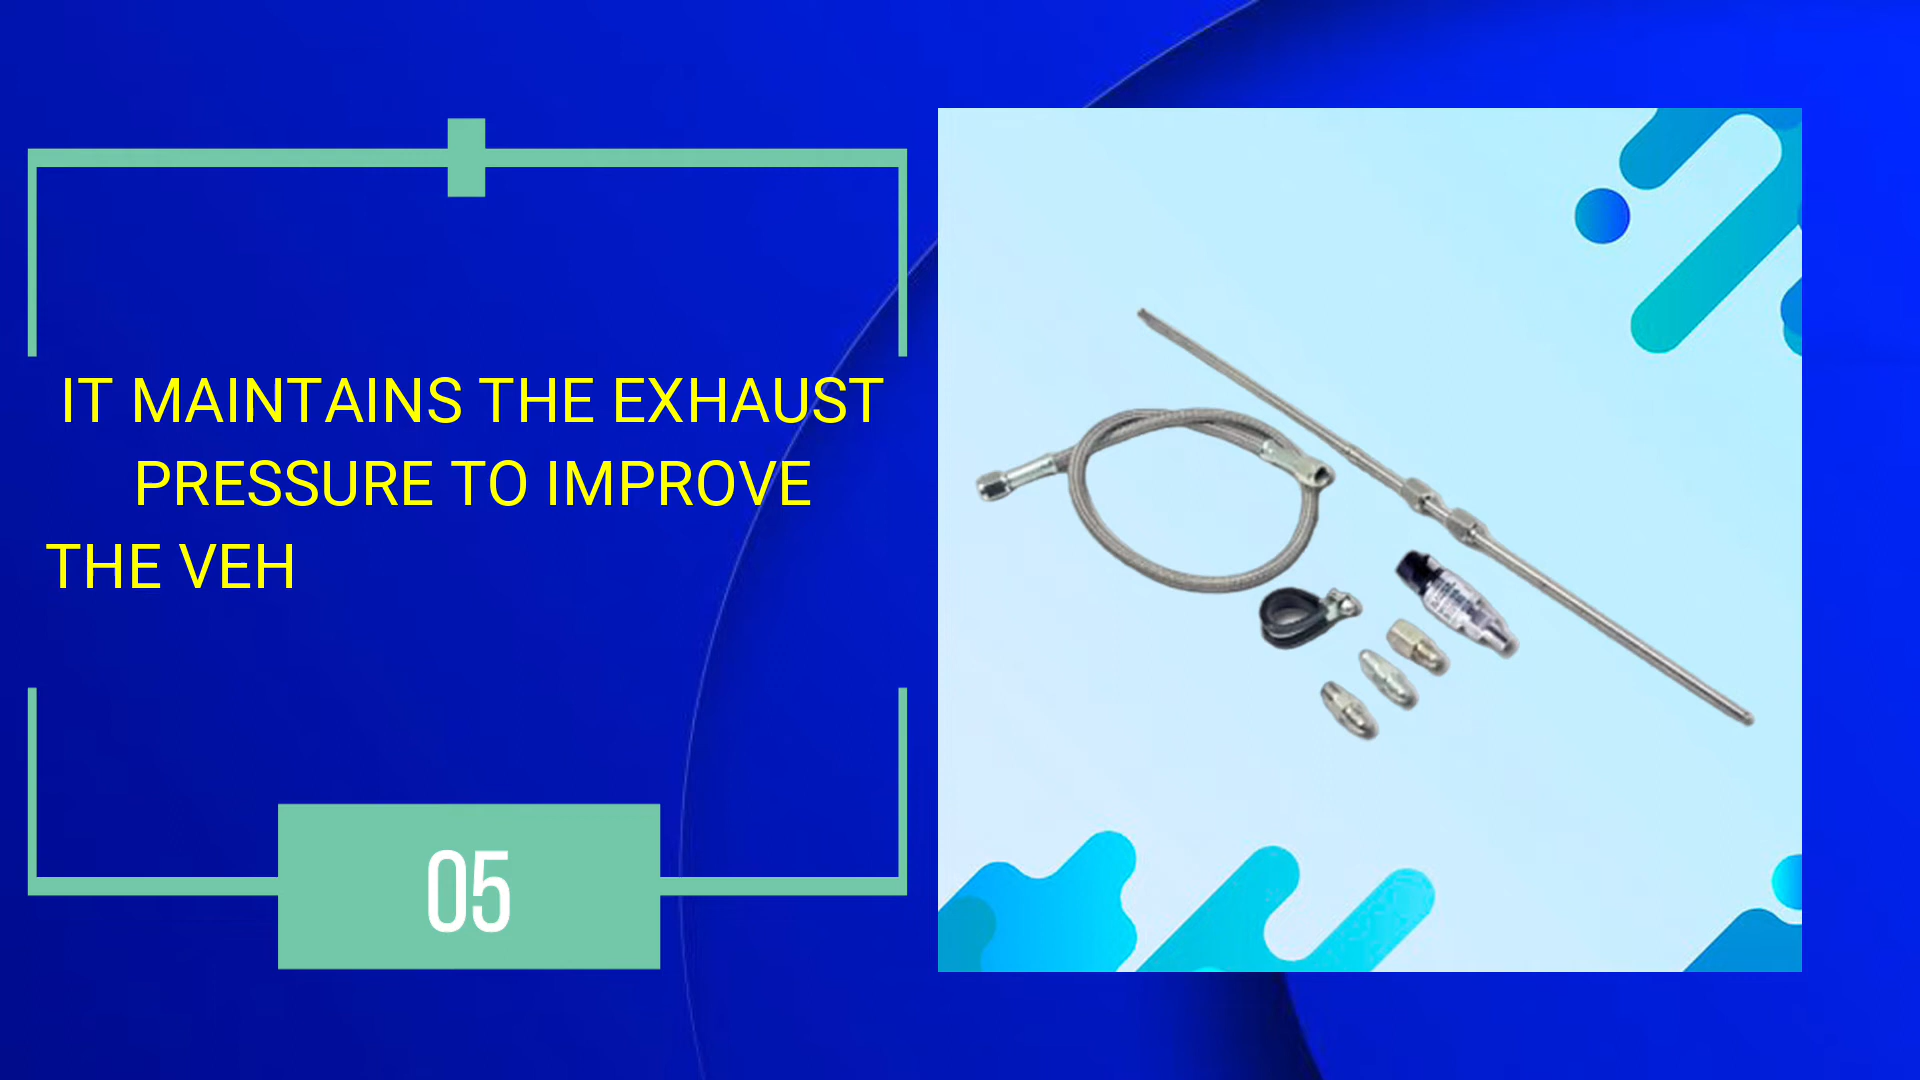 IT MAINTAINS THE EXHAUST
PRESSURE TO IMPROVE
THE VEH
05